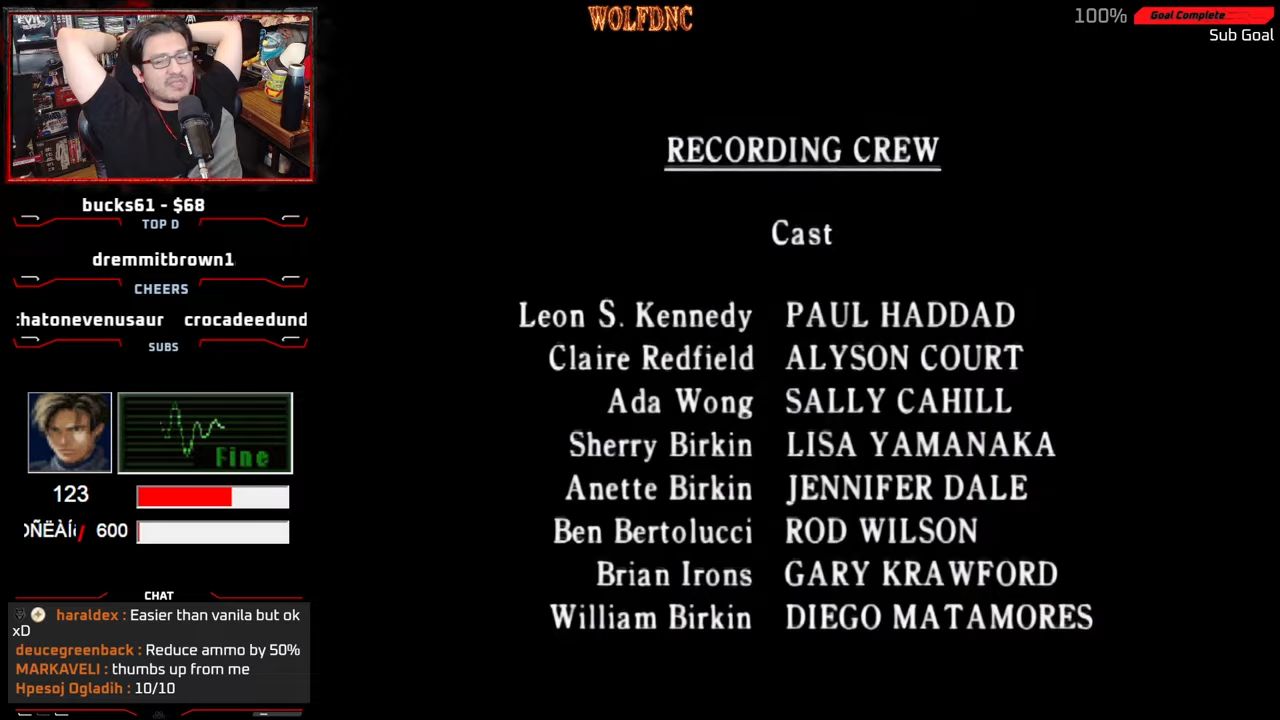 WOLFDNC
100% Goal Complete
Sub Goal
bucks61 - $68
TOP D
dremmitbrown1
CHEERS
:hatonevenusaur crocadeedund
SUBS
Fine
123
/ 600
CHAT
haraldex : Easier than vanila but ok
xD
deucegreenback : Reduce ammo by 50%
MARKAVELI : thumbs up from me
Hpesoj Ogladih : 10/10
RECORDING CREW
Cast
Leon S. Kennedy PAUL HADDAD
Claire Redfield ALYSON COURT
Ada Wong SALLY CAHILL
Sherry Birkin LISA YAMANAKA
Anette Birkin JENNIFER DALE
Ben Bertolucci ROD WILSON
Brian Irons GARY KRAWFORD
William Birkin DIEGO MATAMORES